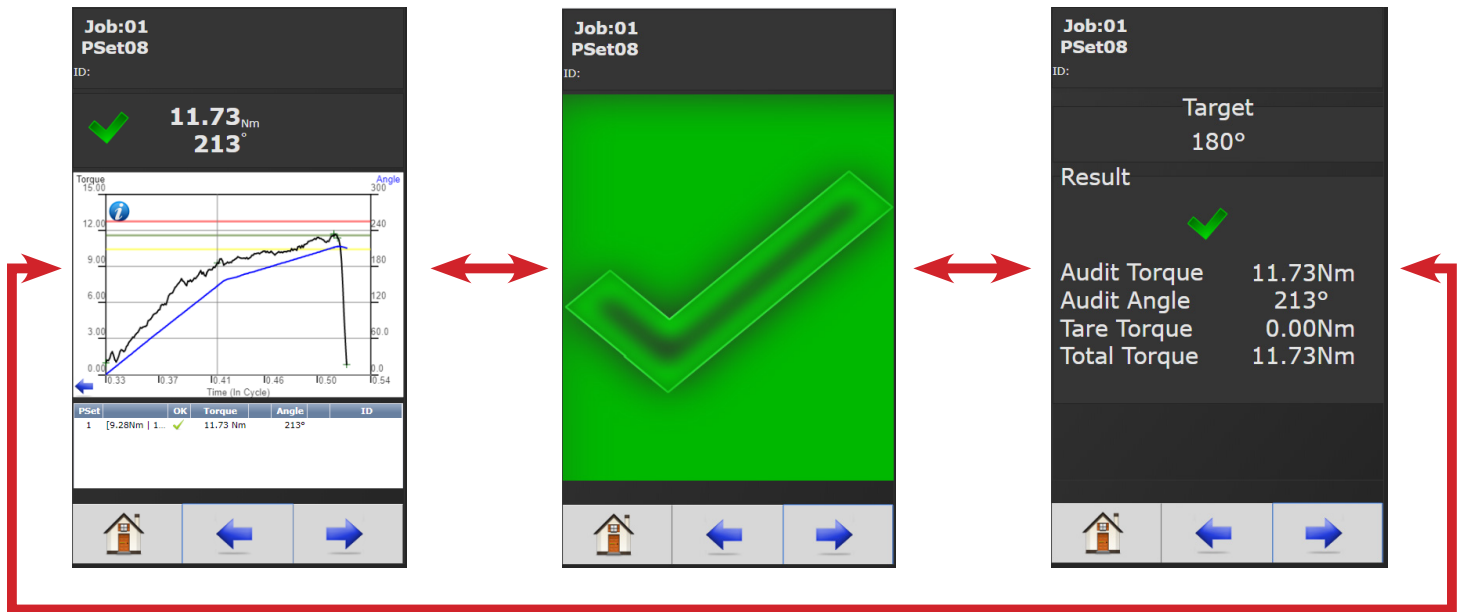 Job:01
PSet08
ID:
11.73Nm
213°
Torque
Angle
15.00
300
12.00
240
9.00
180
6.00
120
3.00
60.0
0.00
0.0
0.33 0.37 0.41 0.46 0.50 0.54
Time (In Cycle)
PSet OK Torque Angle ID
1 [9.28Nm | 1... 11.73 Nm 213°
Job:01
PSet08
ID:
Job:01
PSet08
ID:
Target
180°
Result
Audit Torque 11.73Nm
Audit Angle 213°
Tare Torque 0.00Nm
Total Torque 11.73Nm